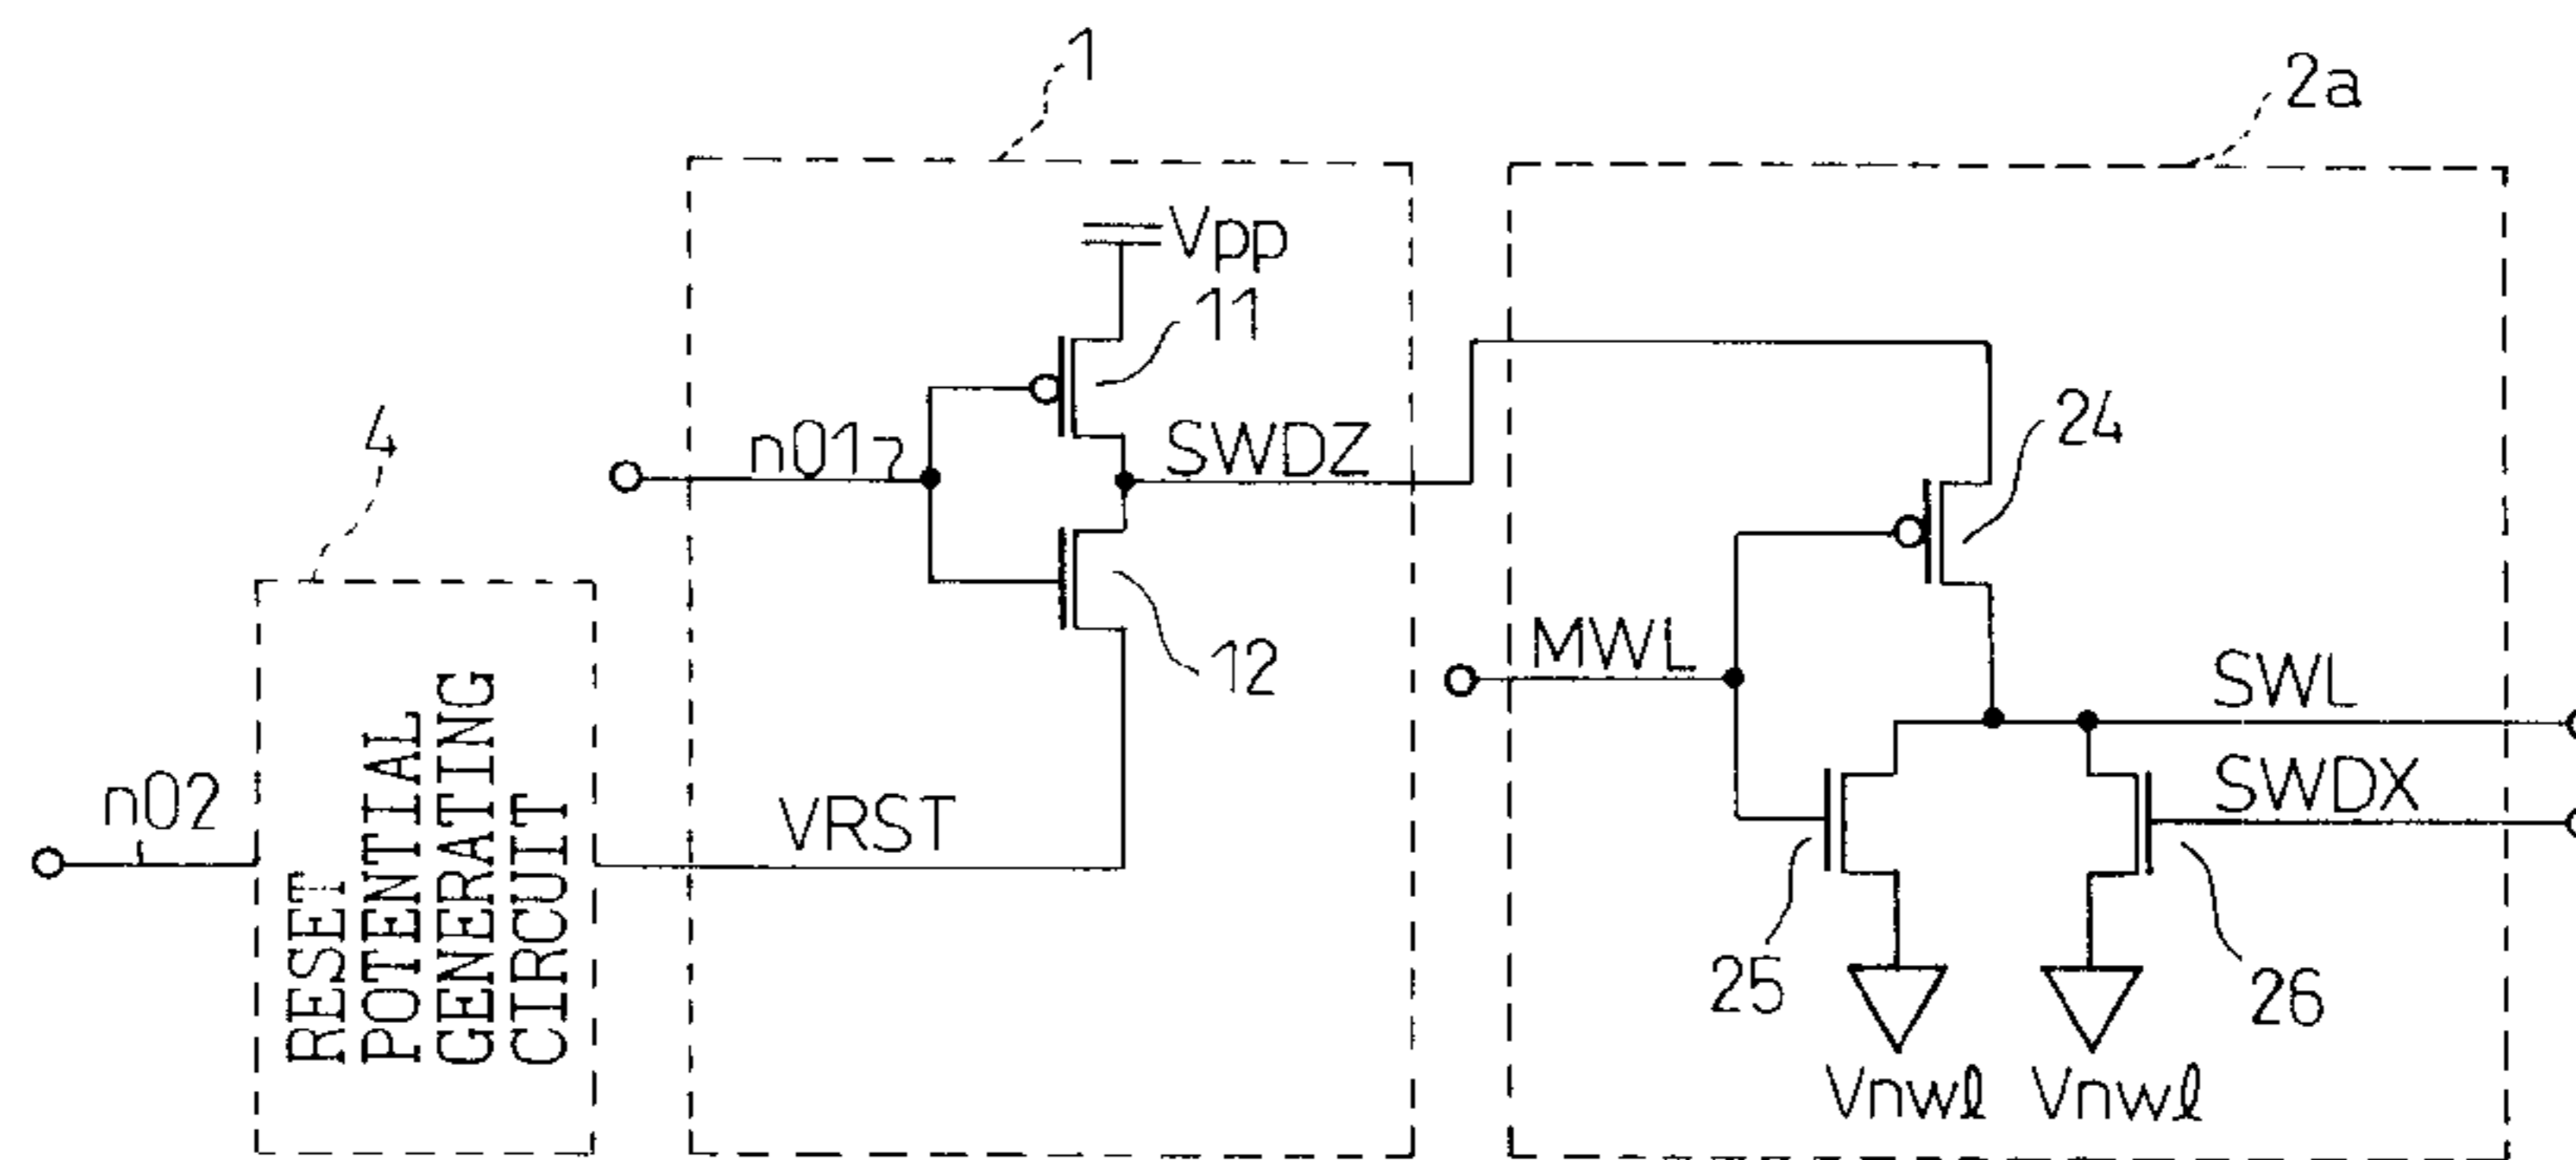 1
2a
Vpp
11
n01
SWDZ
24
4
12
MWL
SWL
SWDX
n02
RESET
POTENTIAL
GENERATING
CIRCUIT
VRST
25
26
Vnwℓ
Vnwℓ